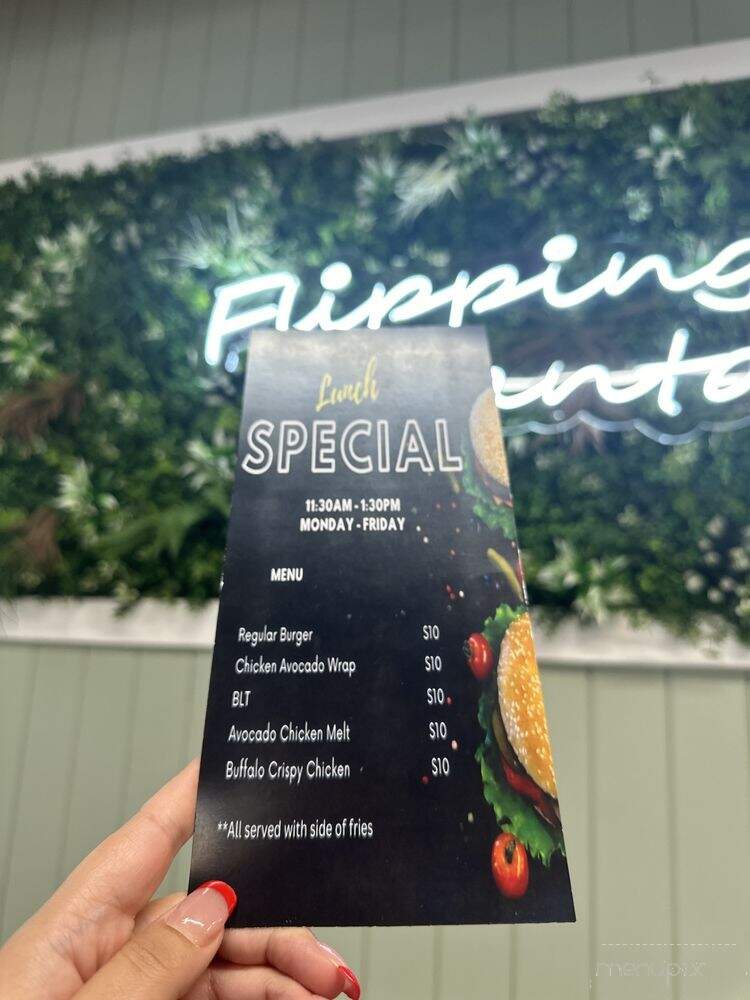 Flipping
Lunch
SPECIAL
11:30AM - 1:30PM
MONDAY - FRIDAY
MENU
Regular Burger $10
Chicken Avocado Wrap $10
BLT $10
Avocado Chicken Melt $10
Buffalo Crispy Chicken $10
**All served with side of fries
menupix